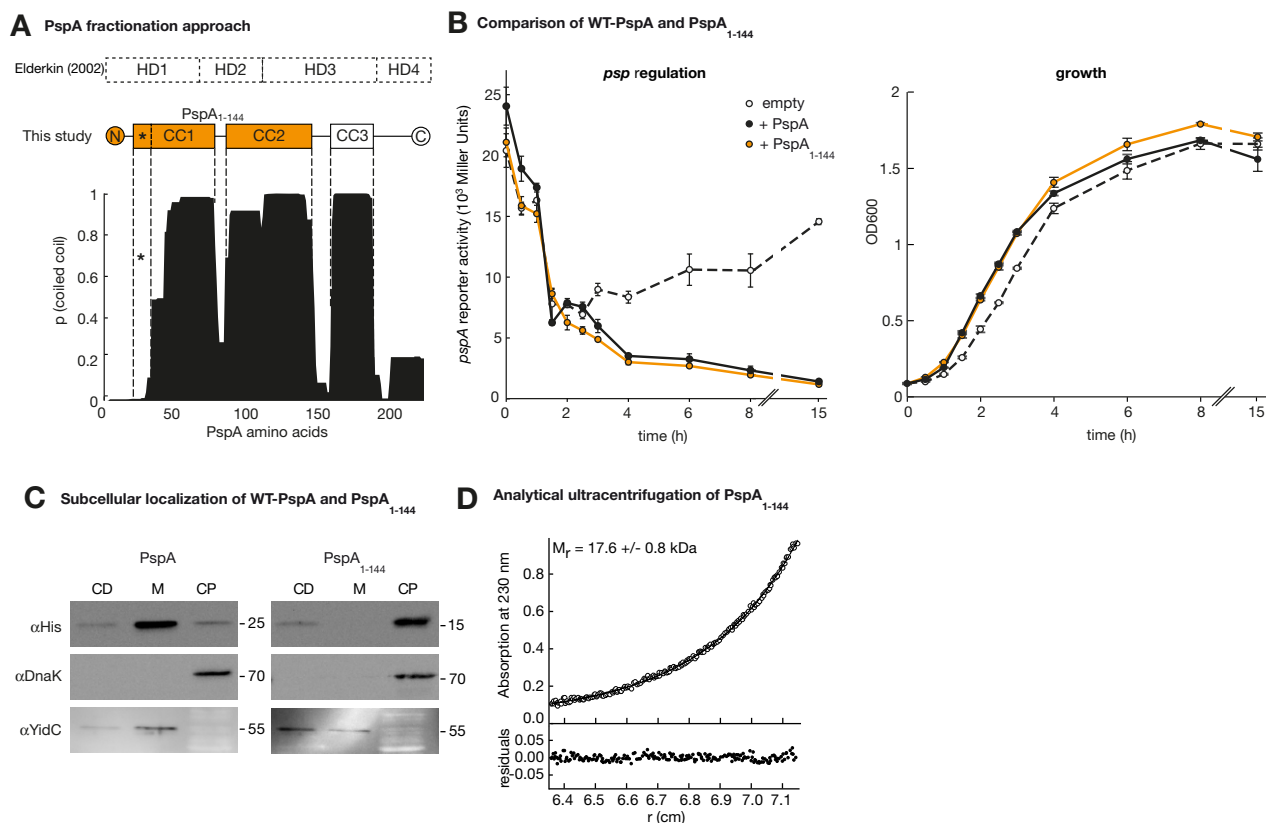 A PspA fractionation approach
Elderkin (2002) HD1 HD2 HD3 HD4
PspA1-144
This study N * CC1 CC2 CC3 C
p (coiled coil)
1
0.8
0.6
0.4
0.2
0
*
0 50 100 150 200
PspA amino acids
B Comparison of WT-PspA and PspA1-144
psp regulation
empty
+ PspA
+ PspA1-144
pspA reporter activity (10³ Miller Units)
25
20
15
10
5
0
0 2 4 6 8 15
time (h)
growth
OD600
2
1.5
1
0.5
0
0 2 4 6 8 15
time (h)
C Subcellular localization of WT-PspA and PspA1-144
PspA PspA1-144
CD M CP CD M CP
αHis -25 -15
αDnaK -70 -70
αYidC -55 -55
D Analytical ultracentrifugation of PspA1-144
Mr = 17.6 +/- 0.8 kDa
Absorption at 230 nm
0.8
0.6
0.4
0.2
0.0
residuals
0.05
0.00
-0.05
6.4 6.5 6.6 6.7 6.8 6.9 7.0 7.1
r (cm)